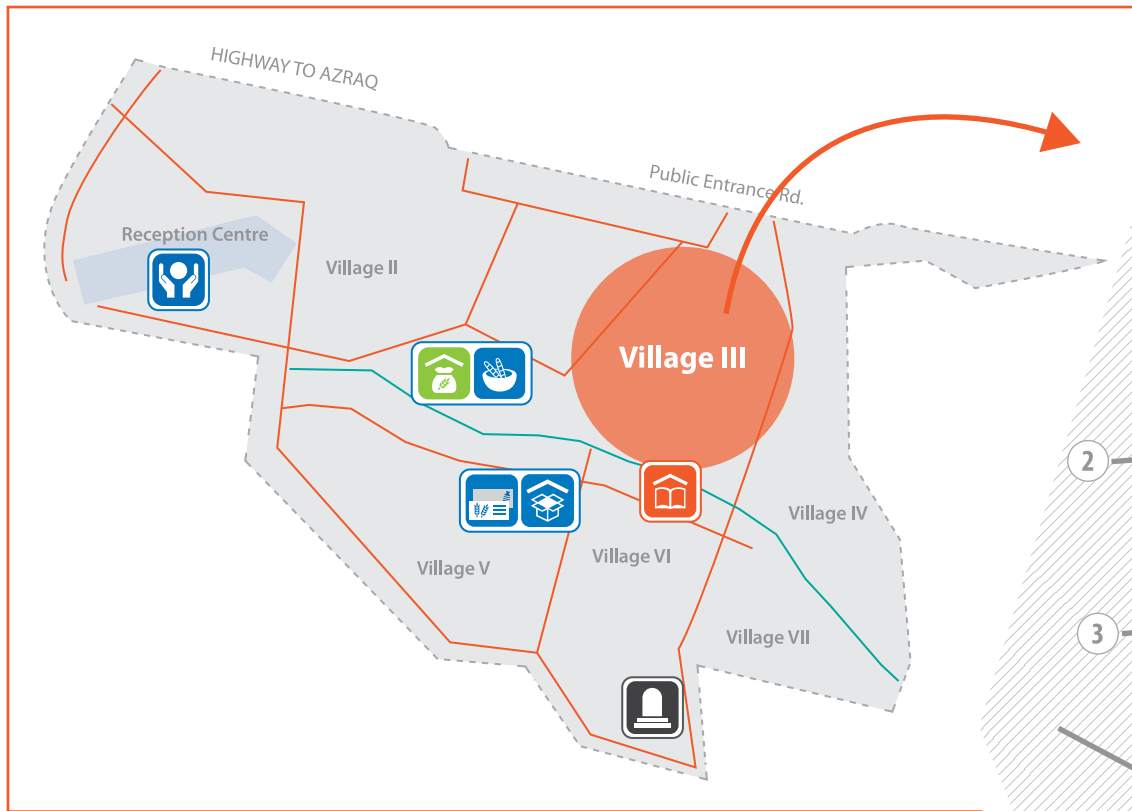 HIGHWAY TO AZRAQ
Public Entrance Rd.
Reception Centre
Village II
Village III
2
Village IV
Village VI
Village V
3
Village VII